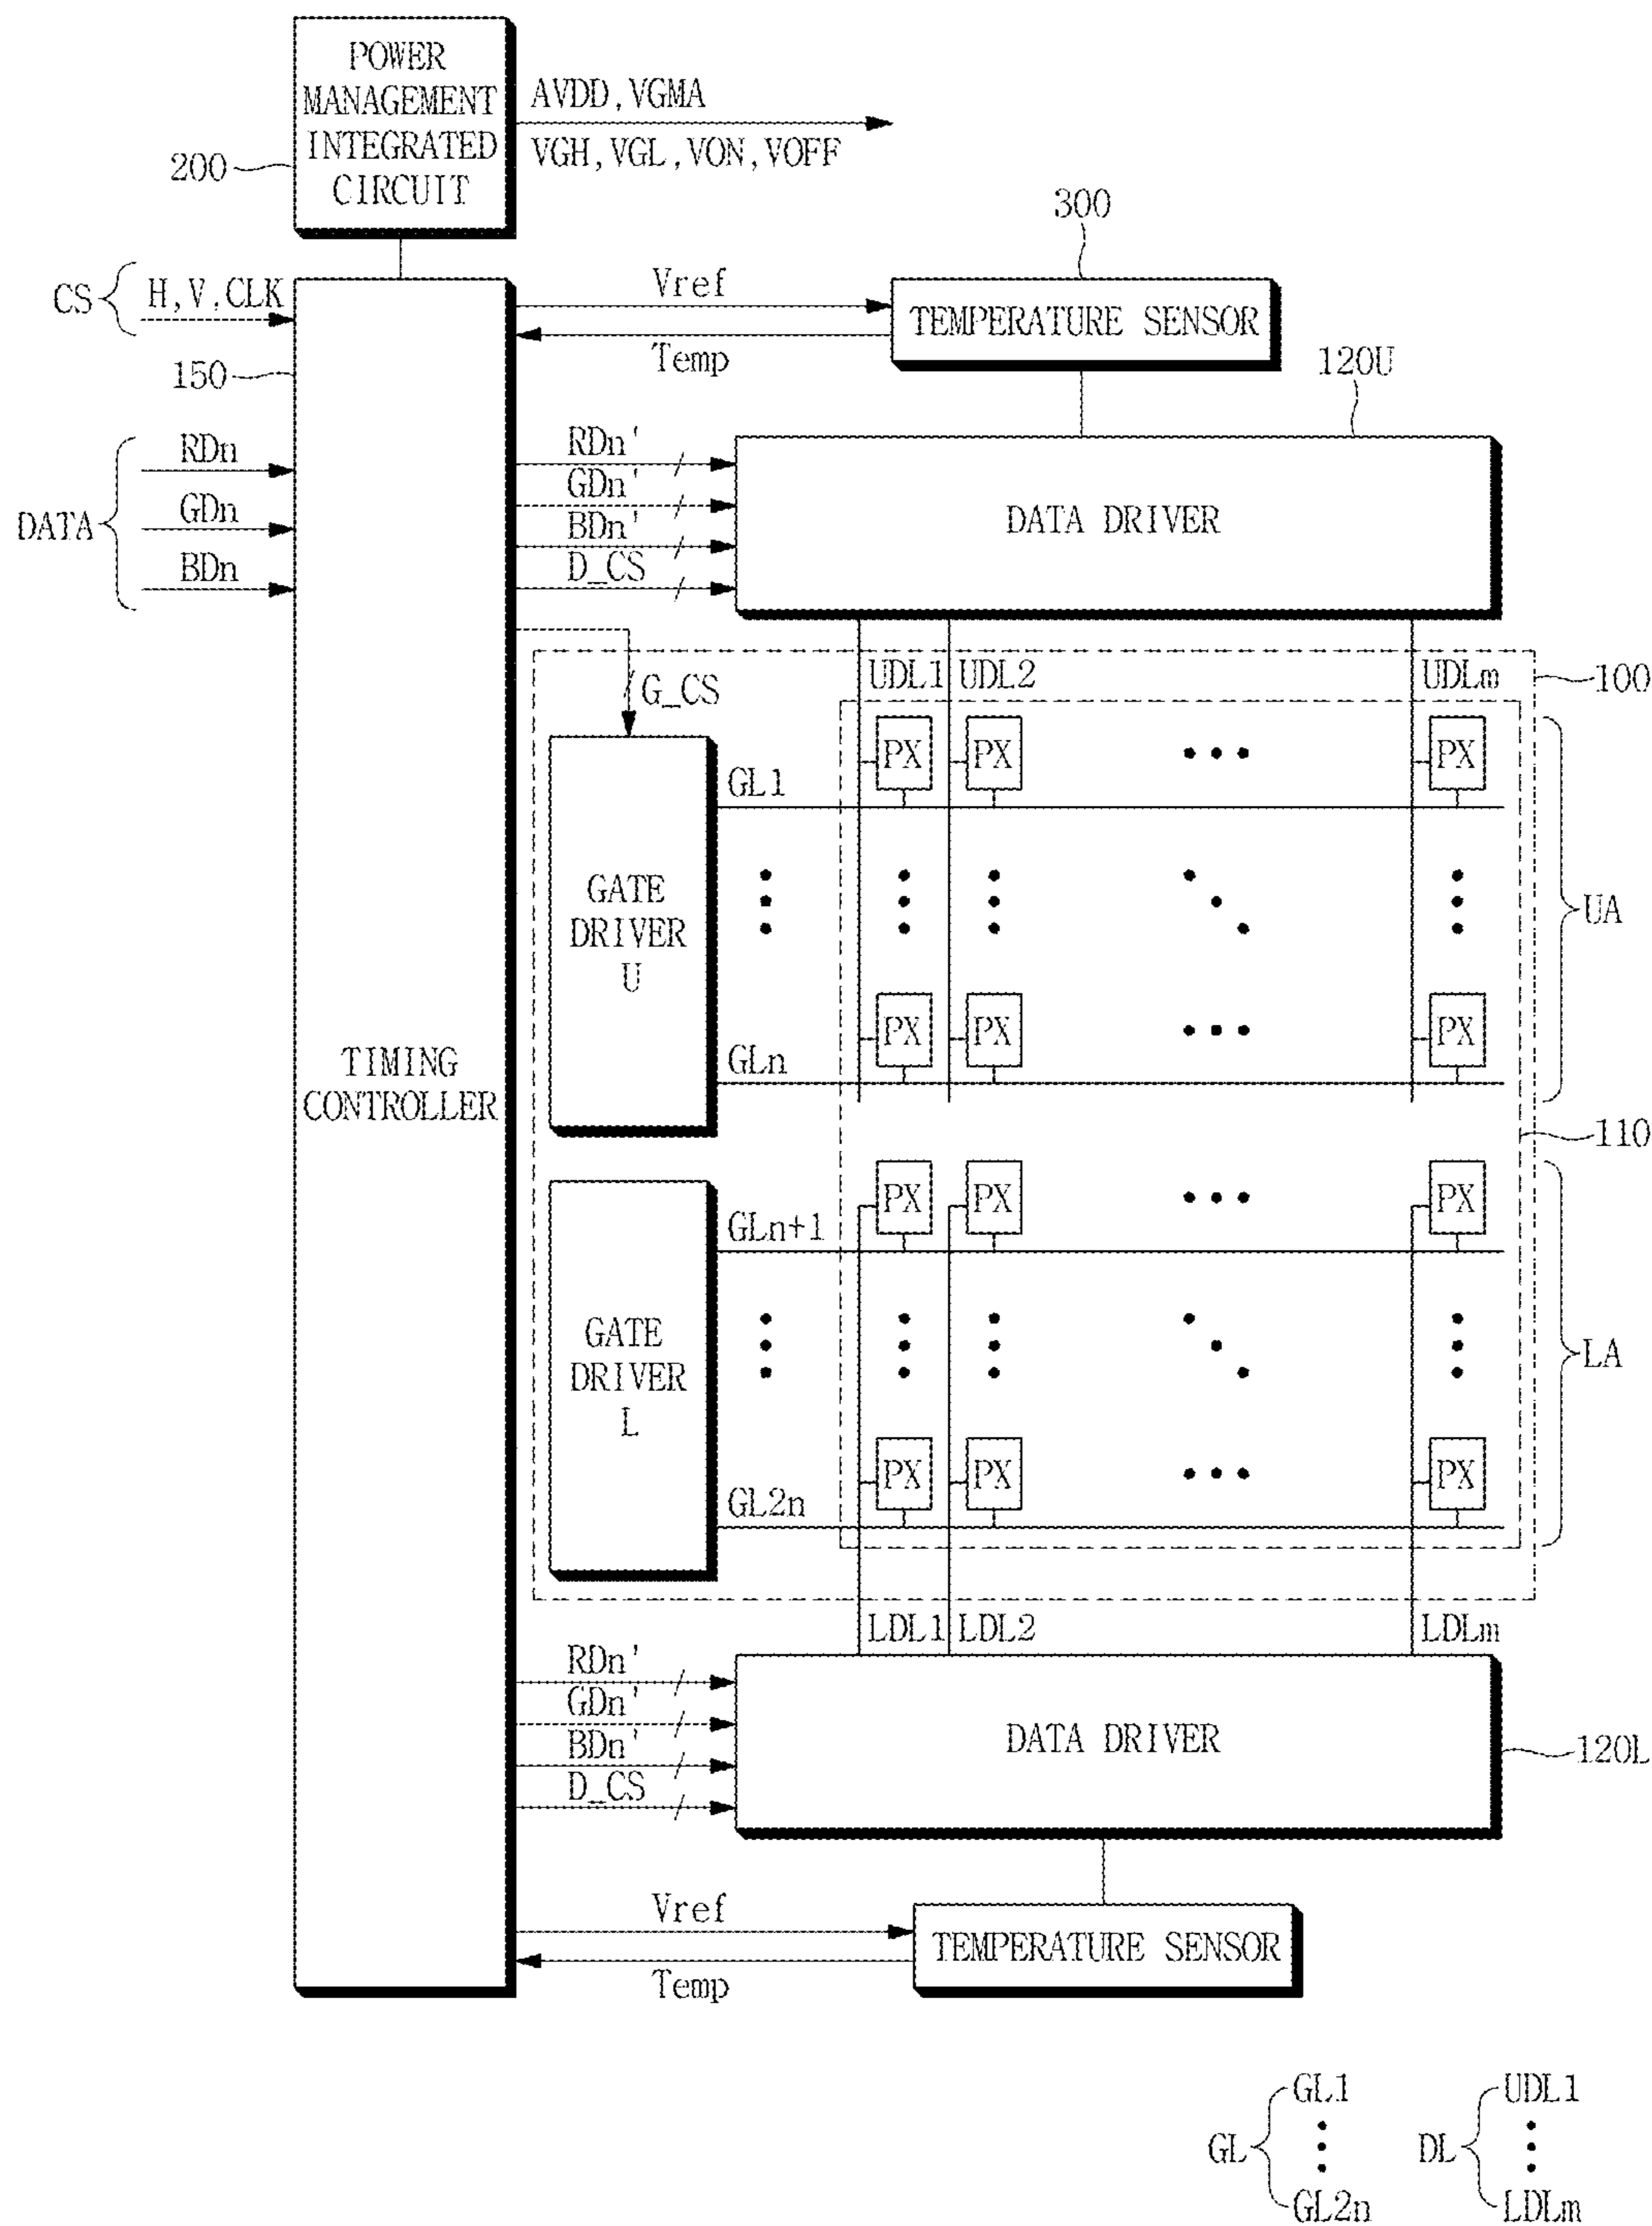 POWER
MANAGEMENT
INTEGRATED
CIRCUIT
200
AVDD, VGMA
VGH, VGL, VON, VOFF
300
CS
H, V, CLK
Vref
TEMPERATURE SENSOR
Temp
150
120U
DATA
RDn
GDn
BDn
RDn'
GDn'
BDn'
D_CS
DATA DRIVER
G_CS
UDL1
UDL2
UDLm
100
PX
PX
PX
GL1
GATE
DRIVER
U
UA
PX
PX
PX
GLn
TIMING
CONTROLLER
110
PX
PX
PX
GLn+1
GATE
DRIVER
L
LA
PX
PX
PX
GL2n
LDL1
LDL2
LDLm
RDn'
GDn'
BDn'
D_CS
DATA DRIVER
120L
Vref
TEMPERATURE SENSOR
Temp
GL
GL1
GL2n
DL
UDL1
LDLm